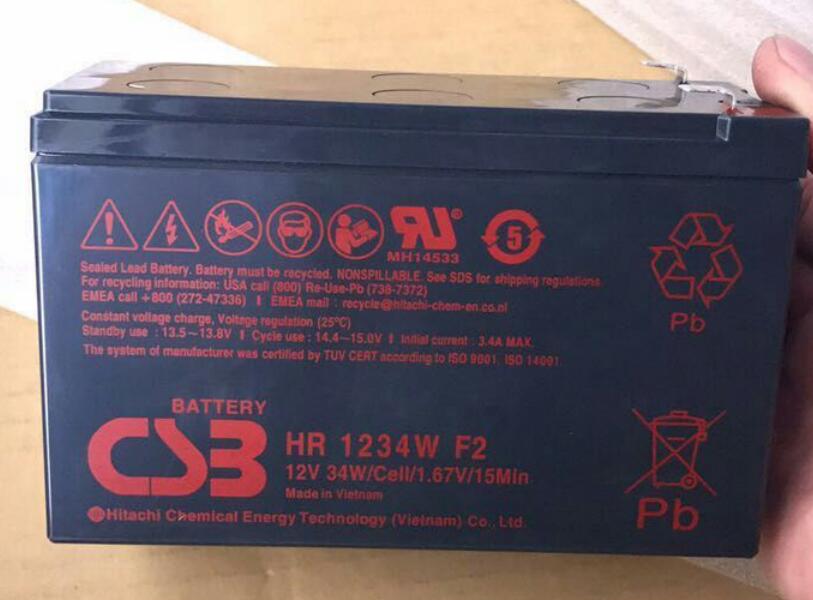 RU®
MH14533
5
Sealed Lead Battery. Battery must be recycled. NONSPILLABLE. See SDS for shipping regulations.
For recycling information: USA call (800) Re-Use-Pb (738-7372)
EMEA call +800 (272-47336) I EMEA mail : recycle@hitachi-chem-en.co.nl
Constant voltage charge, Voltage regulation (25°C)
Standby use : 13.5~13.8V I Cycle use : 14.4~15.0V I Initial current : 3.4A MAX.
The system of manufacturer was certified by TUV CERT according to ISO 9001, ISO 14001.
Pb
BATTERY
CSB
HR 1234W F2
12V 34W/Cell/1.67V/15Min
Made in Vietnam
Hitachi Chemical Energy Technology (Vietnam) Co., Ltd.
Pb